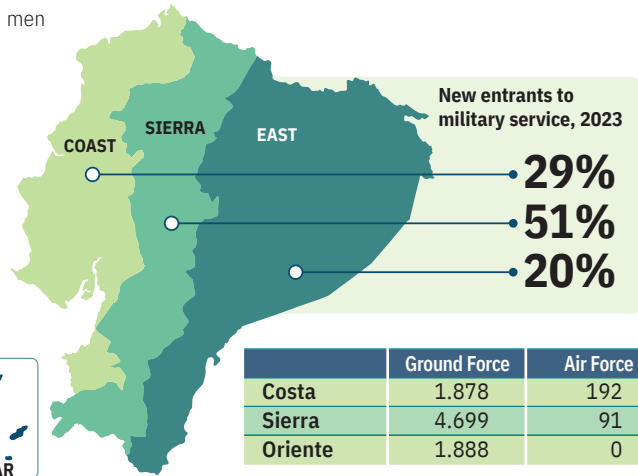 men
New entrants to
military service, 2023
COAST
SIERRA
EAST
29%
51%
20%
Ground Force Air Force
Costa 1.878 192
Sierra 4.699 91
Oriente 1.888 0
AR